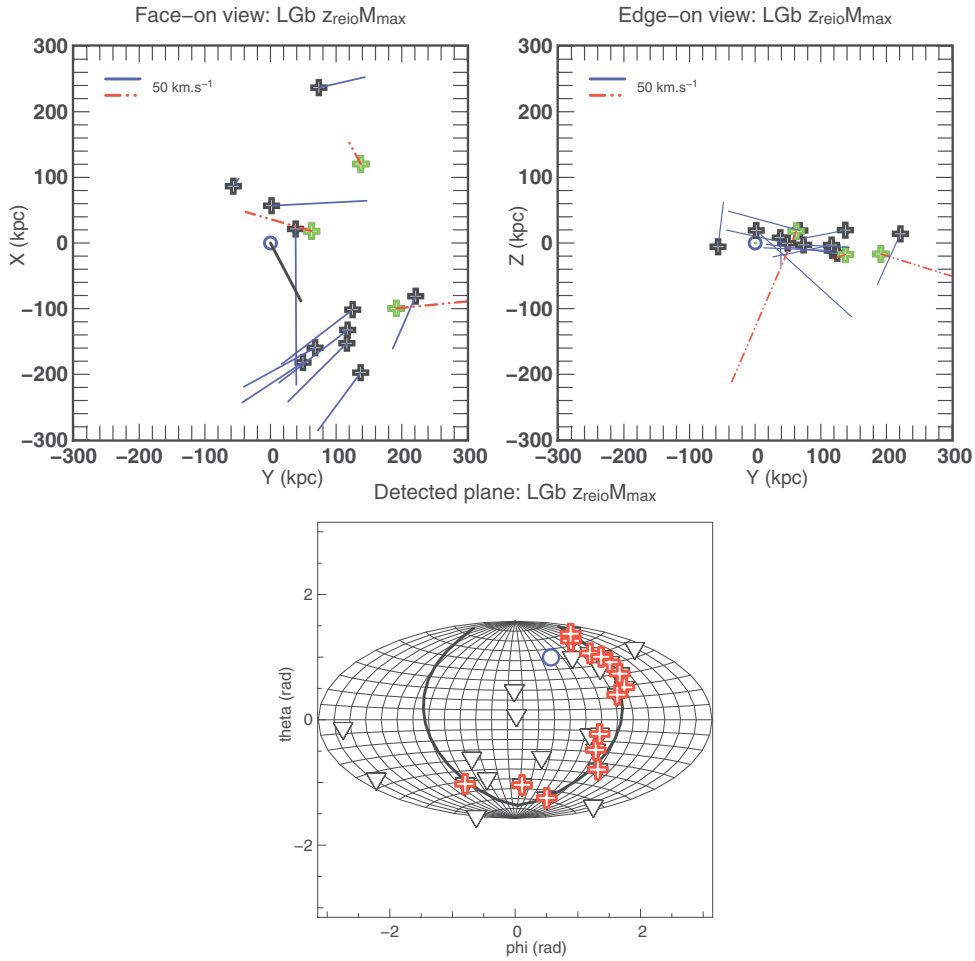 Face−on view: LGb zreioMmax
300
200
100
0
−100
−200
−300
X (kpc)
50 km.s−1
−300 −200 −100 0 100 200 300
Y (kpc)
Edge−on view: LGb zreioMmax
300
200
100
0
−100
−200
−300
Z (kpc)
50 km.s−1
−300 −200 −100 0 100 200 300
Y (kpc)
Detected plane: LGb zreioMmax
2
0
−2
theta (rad)
−2 0 2
phi (rad)